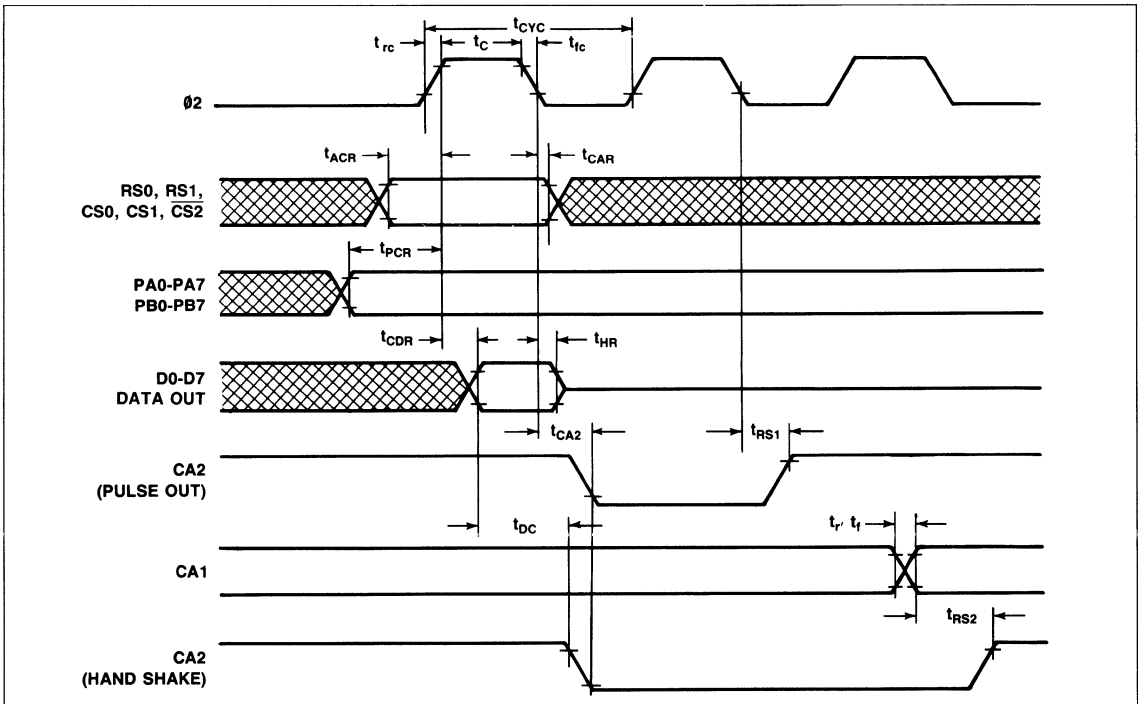 tCYC
trc
tC
tfc
Ø2
tACR
tCAR
RS0, RS1,
CS0, CS1, C̅S̅2̅
tPCR
PA0-PA7
PB0-PB7
tCDR
tHR
D0-D7
DATA OUT
tCA2
tRS1
CA2
(PULSE OUT)
tDC
tr, tf
CA1
tRS2
CA2
(HAND SHAKE)